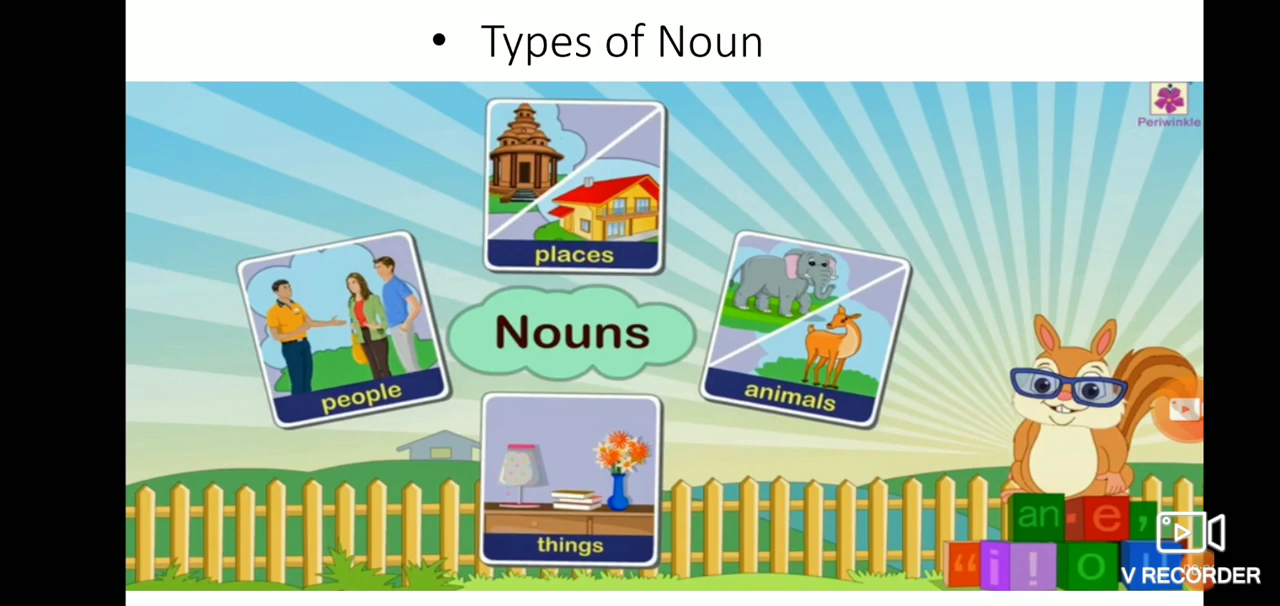 • Types of Noun
Periwinkle
places
Nouns
people
animals
things
an - e ,
“ i ! o u
V RECORDER